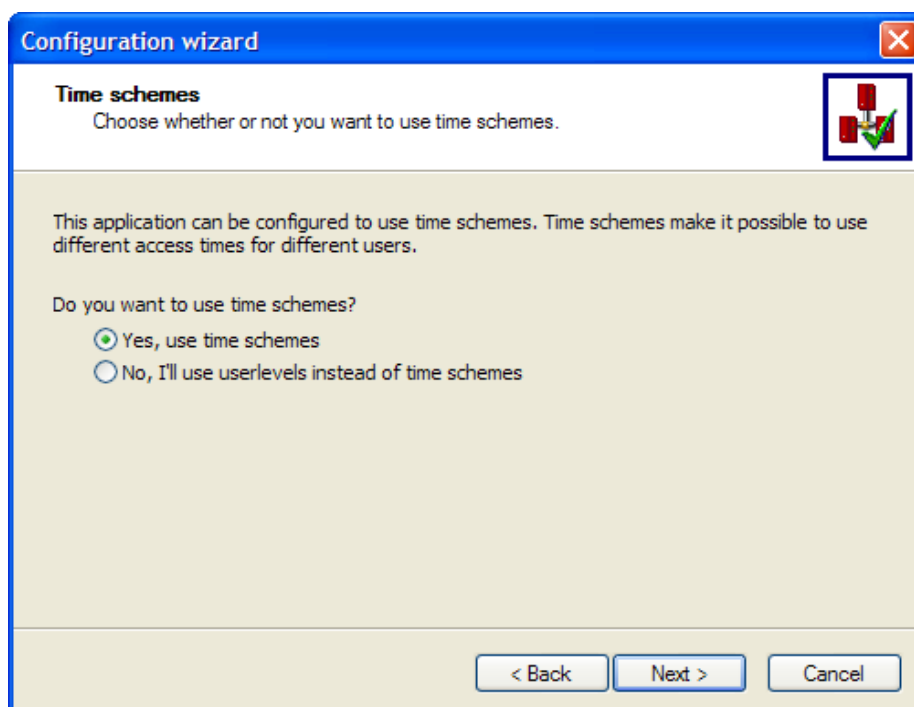 Configuration wizard
Time schemes
Choose whether or not you want to use time schemes.
This application can be configured to use time schemes. Time schemes make it possible to use
different access times for different users.
Do you want to use time schemes?
Yes, use time schemes
No, I'll use userlevels instead of time schemes
< Back Next > Cancel